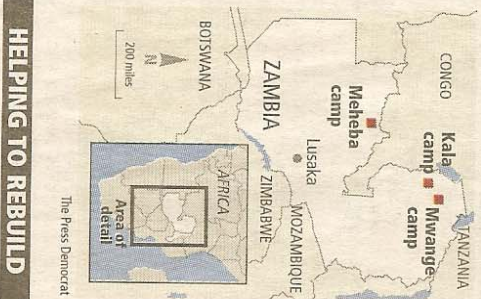 CONGO
TANZANIA
Kala
camp
Mwange
camp
Meheba
camp
ZAMBIA
Lusaka
MOZAMBIQUE
ZIMBABWE
BOTSWANA
N
200 miles
AFRICA
Area of
detail
The Press Democrat
HELPING TO REBUILD